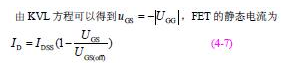 由 KVL 方程可以得到 u_GS = −|U_GG|，FET 的静态电流为
I_D = I_DSS(1 − U_GS / U_GS(off)) (4-7)